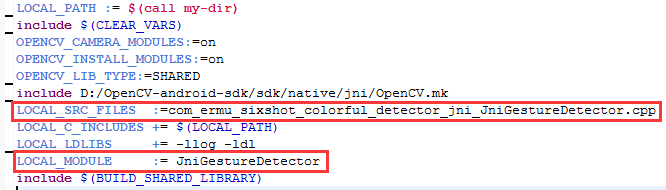 LOCAL_PATH := $(call my-dir)
include $(CLEAR_VARS)
OPENCV_CAMERA_MODULES:=on
OPENCV_INSTALL_MODULES:=on
OPENCV_LIB_TYPE:=SHARED
include D:/OpenCV-android-sdk/sdk/native/jni/OpenCV.mk
LOCAL_SRC_FILES  :=com_ermu_sixshot_colorful_detector_jni_JniGestureDetector.cpp
LOCAL_C_INCLUDES += $(LOCAL_PATH)
LOCAL_LDLIBS     += -llog -ldl
LOCAL_MODULE     := JniGestureDetector
include $(BUILD_SHARED_LIBRARY)